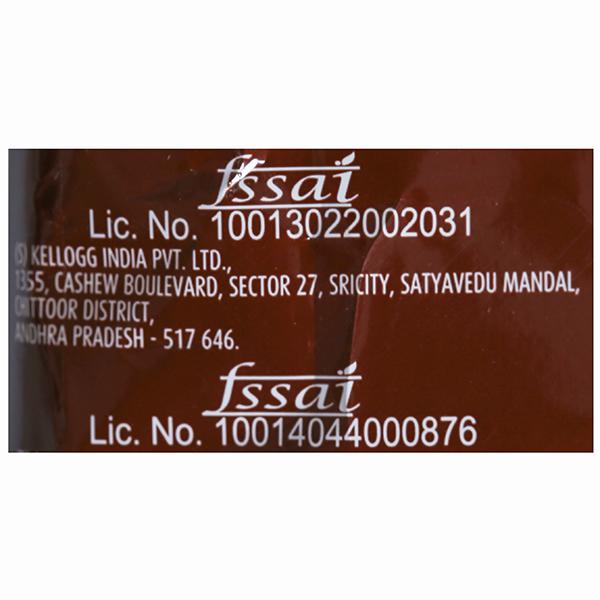 fssai
Lic. No. 10013022002031
(S) KELLOGG INDIA PVT. LTD.,
1355, CASHEW BOULEVARD, SECTOR 27, SRICITY, SATYAVEDU MANDAL,
CHITTOOR DISTRICT,
ANDHRA PRADESH - 517 646.
fssai
Lic. No. 10014044000876